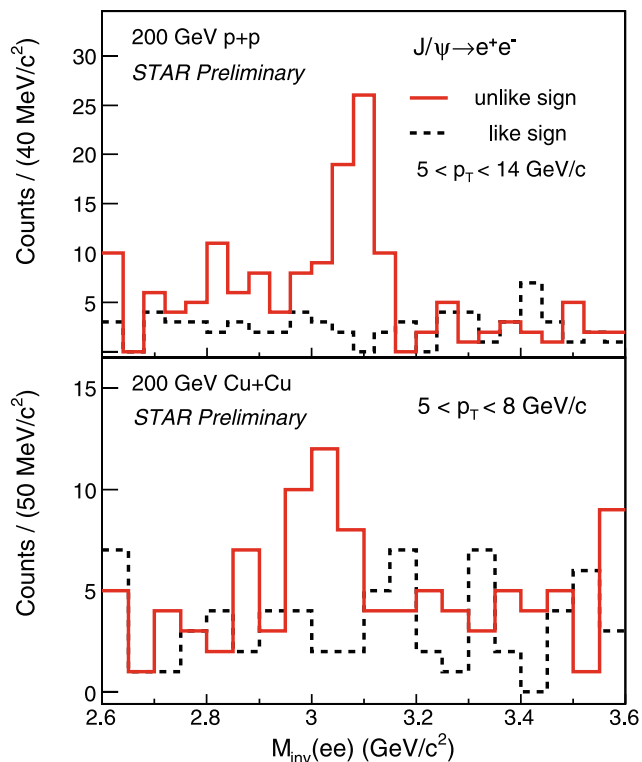 200 GeV p+p
STAR Preliminary
J/ψ→e⁺e⁻
unlike sign
like sign
5 < p_T < 14 GeV/c
Counts / (40 MeV/c²)
30
25
20
15
10
5
200 GeV Cu+Cu
STAR Preliminary
5 < p_T < 8 GeV/c
Counts / (50 MeV/c²)
15
10
5
0
2.6 2.8 3 3.2 3.4 3.6
M_inv(ee) (GeV/c²)